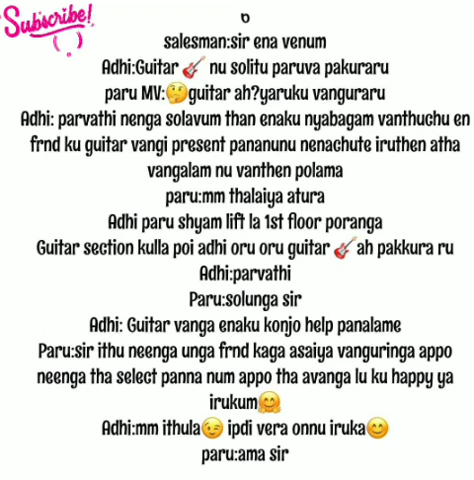 Subscribe!
ʊ
salesman:sir ena venum
Adhi:Guitar 🎸 nu solitu paruva pakuraru
paru MV:🤔guitar ah?yaruku vanguraru
Adhi: parvathi nenga solavum than enaku nyabagam vanthuchu en
frnd ku guitar vangi present pananunu nenachute iruthen atha
vangalam nu vanthen polama
paru:mm thalaiya atura
Adhi paru shyam lift la 1st floor poranga
Guitar section kulla poi adhi oru oru guitar 🎸 ah pakkura ru
Adhi:parvathi
Paru:solunga sir
Adhi: Guitar vanga enaku konjo help panalame
Paru:sir ithu neenga unga frnd kaga asaiya vanguringa appo
neenga tha select panna num appo tha avanga lu ku happy ya
irukum🤗
Adhi:mm ithula😉 ipdi vera onnu iruka😊
paru:ama sir